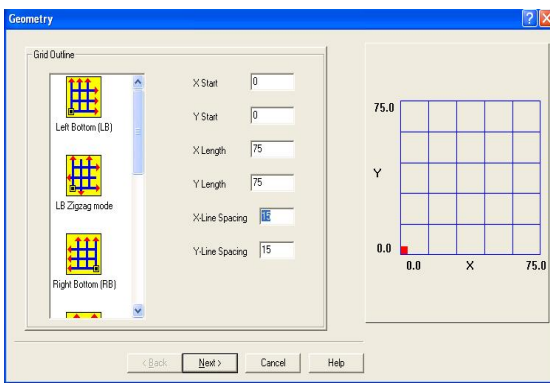 Geometry
Grid Outline
Left Bottom (LB)
LB Zigzag mode
Right Bottom (RB)
X Start 0
Y Start 0
X Length 75
Y Length 75
X-Line Spacing 15
Y-Line Spacing 15
75.0
Y
0.0
0.0 X 75.0
< Back Next > Cancel Help